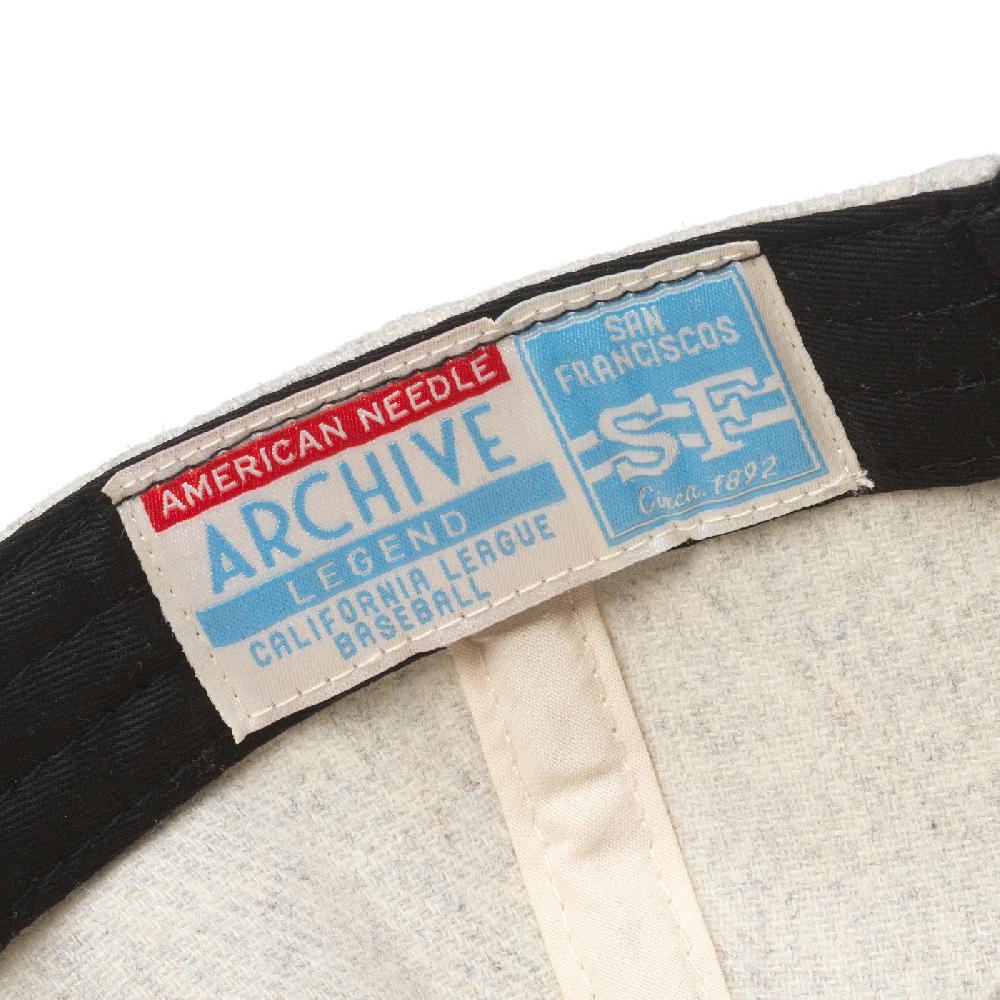 AMERICAN NEEDLE
ARCHIVE
LEGEND
CALIFORNIA LEAGUE
BASEBALL
SAN
FRANCISCOS
SF
Circa. 1892